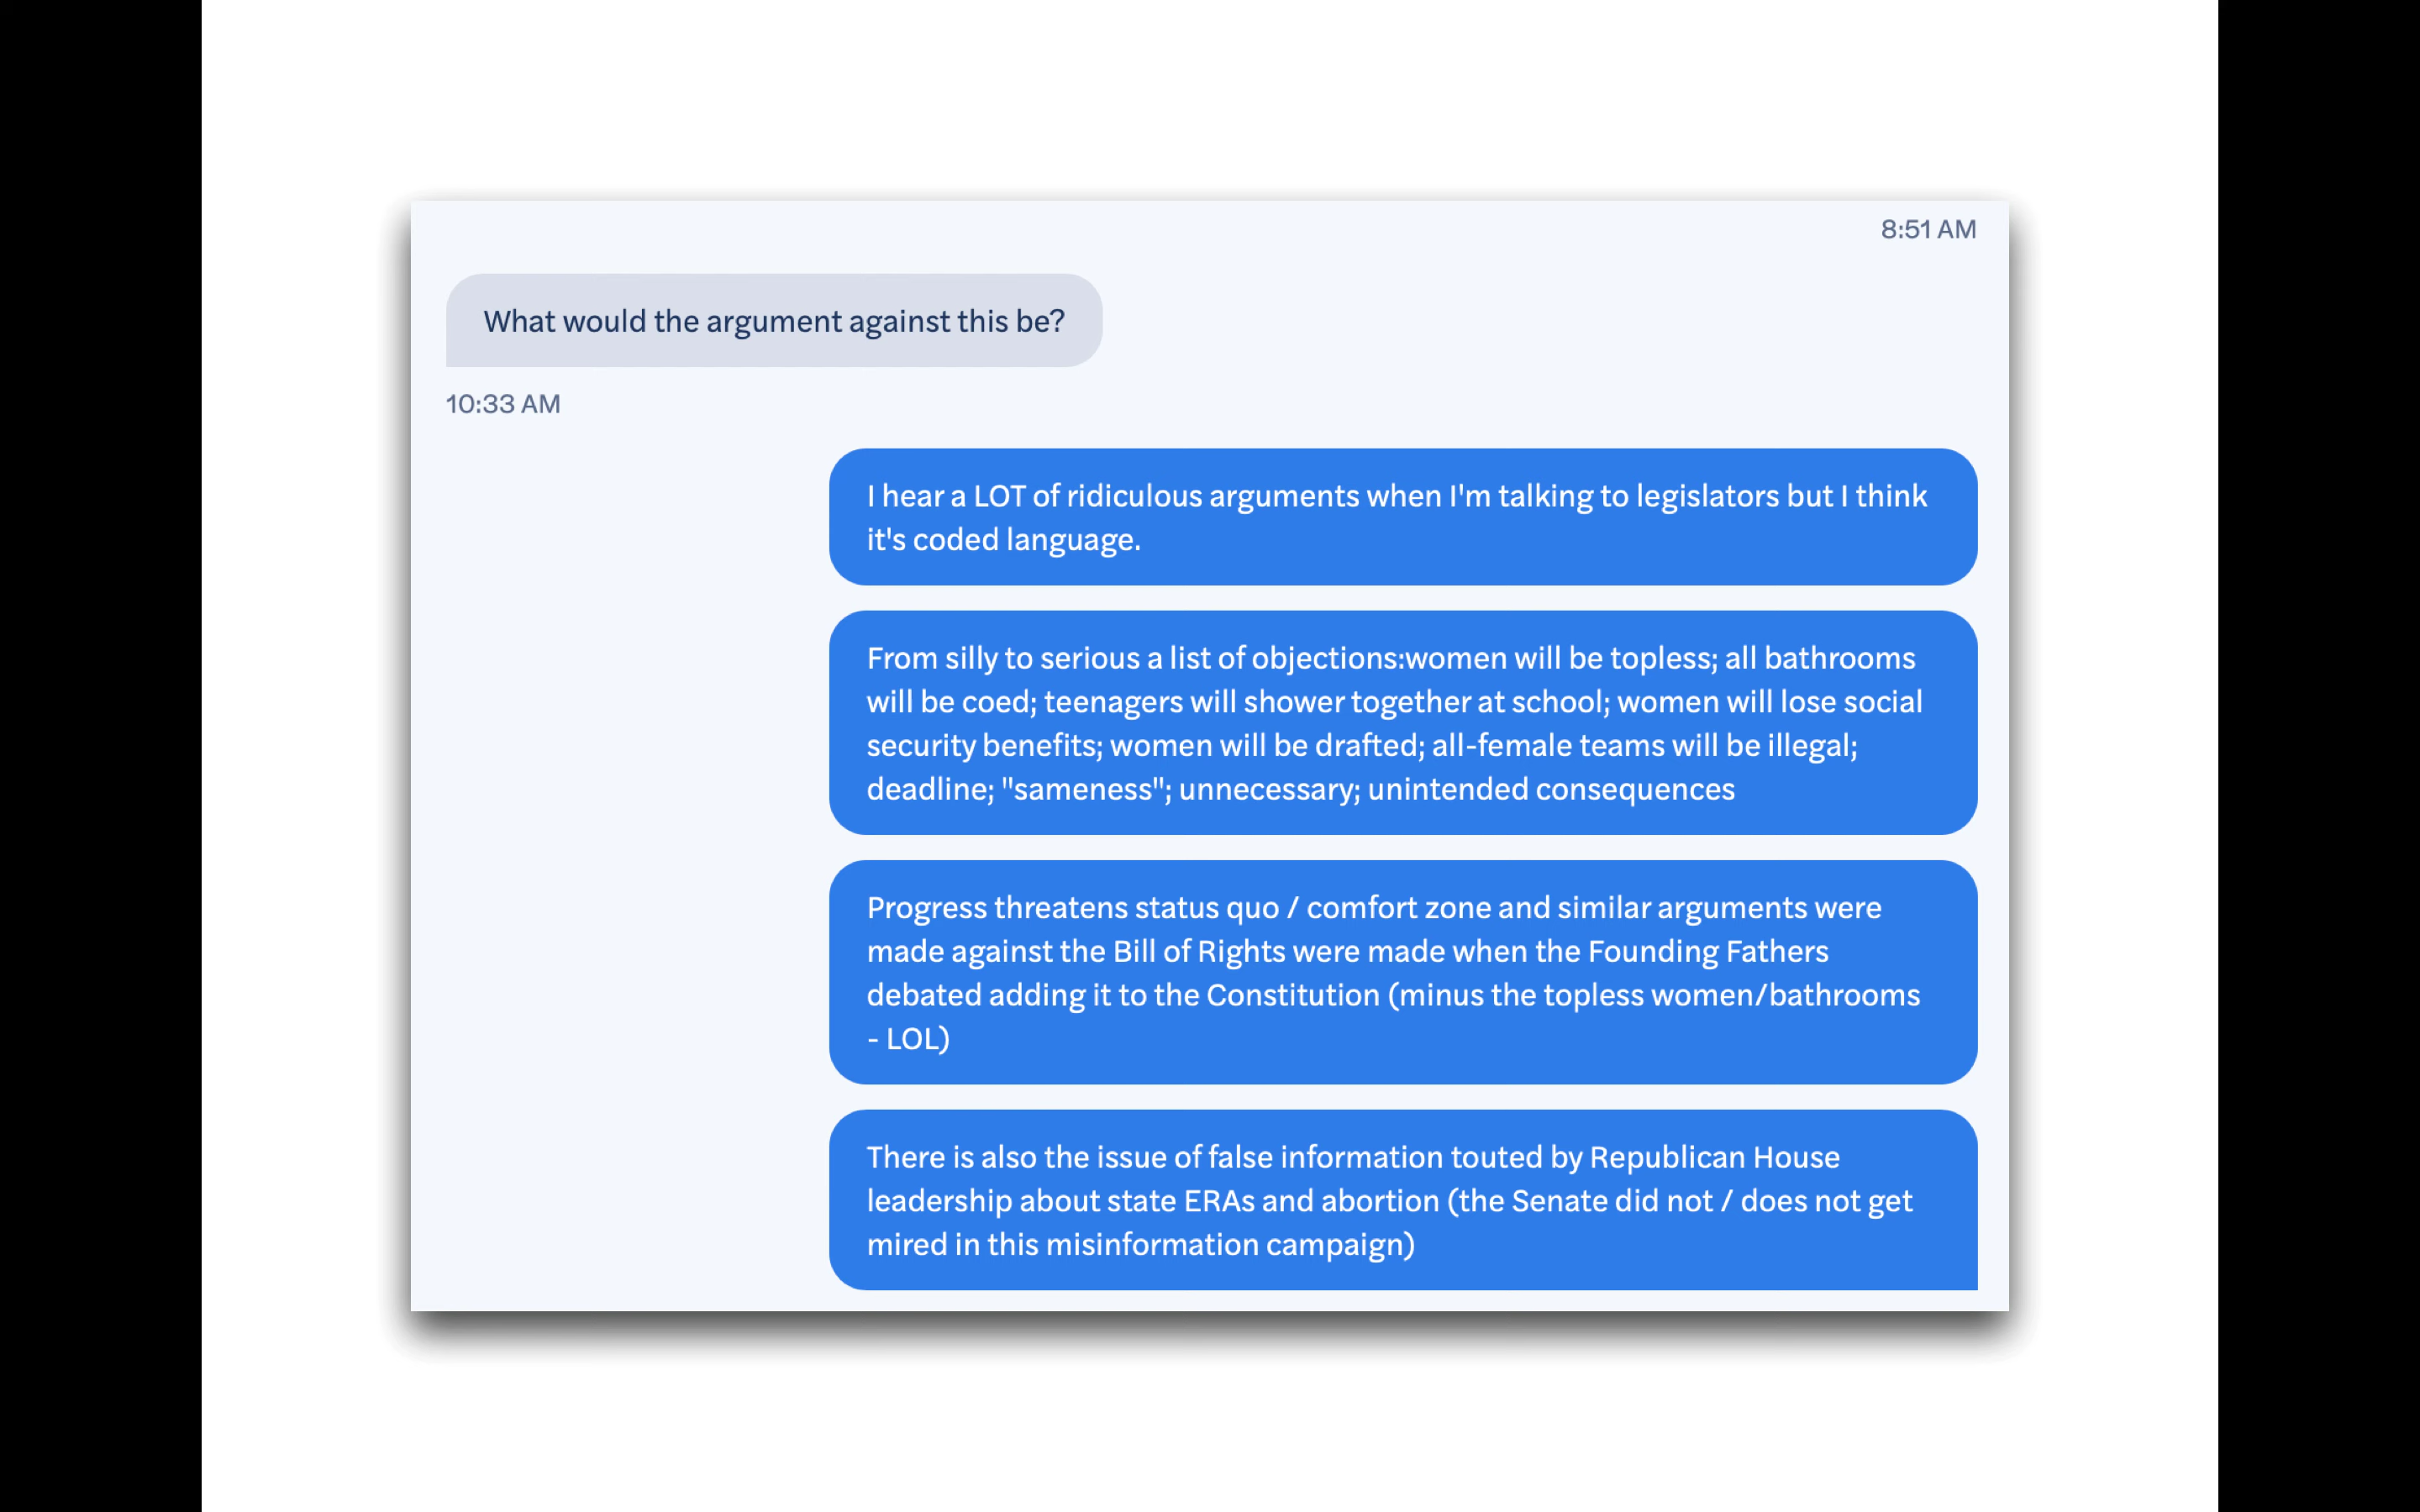 8:51 AM
What would the argument against this be?
10:33 AM
I hear a LOT of ridiculous arguments when I'm talking to legislators but I think
it's coded language.
From silly to serious a list of objections:women will be topless; all bathrooms
will be coed; teenagers will shower together at school; women will lose social
security benefits; women will be drafted; all-female teams will be illegal;
deadline; "sameness"; unnecessary; unintended consequences
Progress threatens status quo / comfort zone and similar arguments were
made against the Bill of Rights were made when the Founding Fathers
debated adding it to the Constitution (minus the topless women/bathrooms
- LOL)
There is also the issue of false information touted by Republican House
leadership about state ERAs and abortion (the Senate did not / does not get
mired in this misinformation campaign)